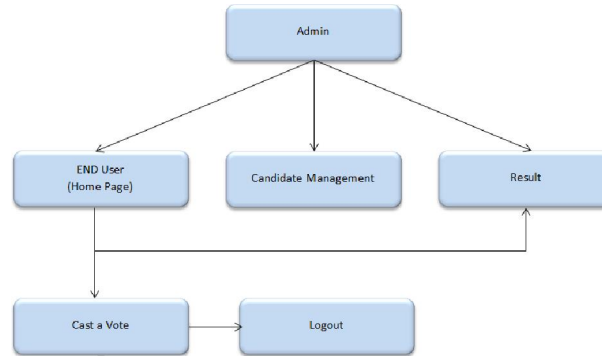 Admin
END User
(Home Page)
Candidate Management
Result
Cast a Vote
Logout